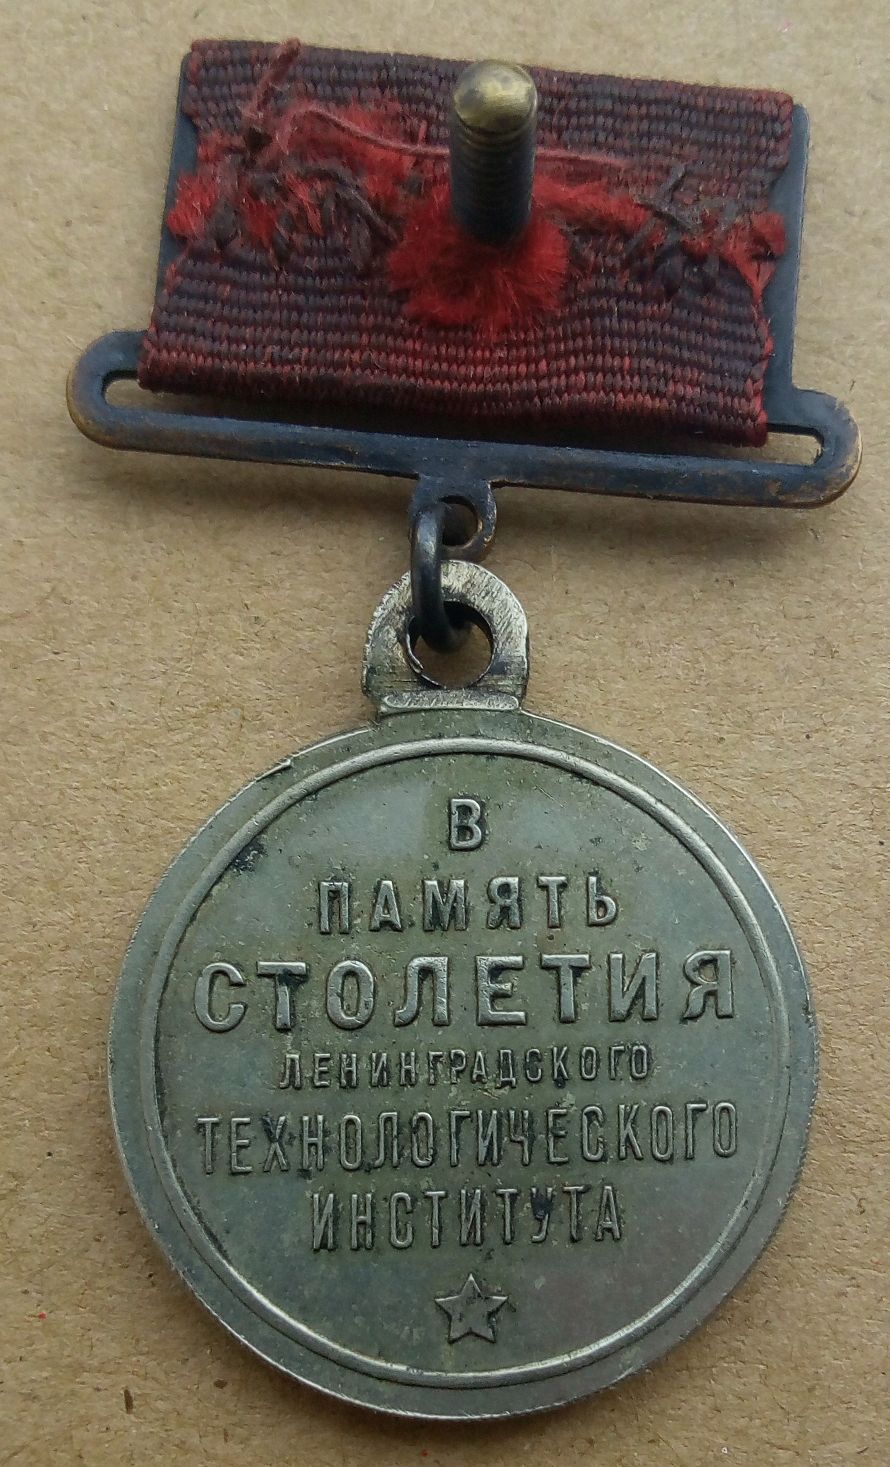 В
ПАМЯТЬ
СТОЛЕТИЯ
ЛЕНИНГРАДСКОГО
ТЕХНОЛОГИЧЕСКОГО
ИНСТИТУТА